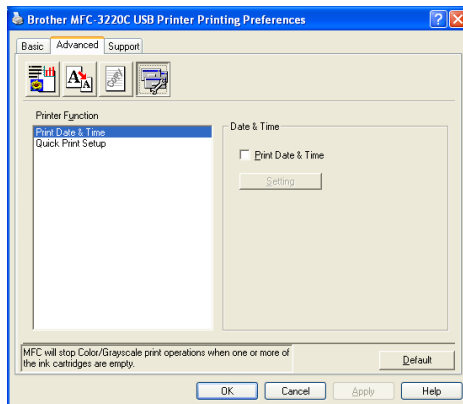 Brother MFC-3220C USB Printer Printing Preferences
Basic Advanced Support
Printer Function
Print Date & Time
Quick Print Setup
Date & Time
Print Date & Time
Setting
MFC will stop Color/Grayscale print operations when one or more of
the ink cartridges are empty.
Default
OK Cancel Apply Help